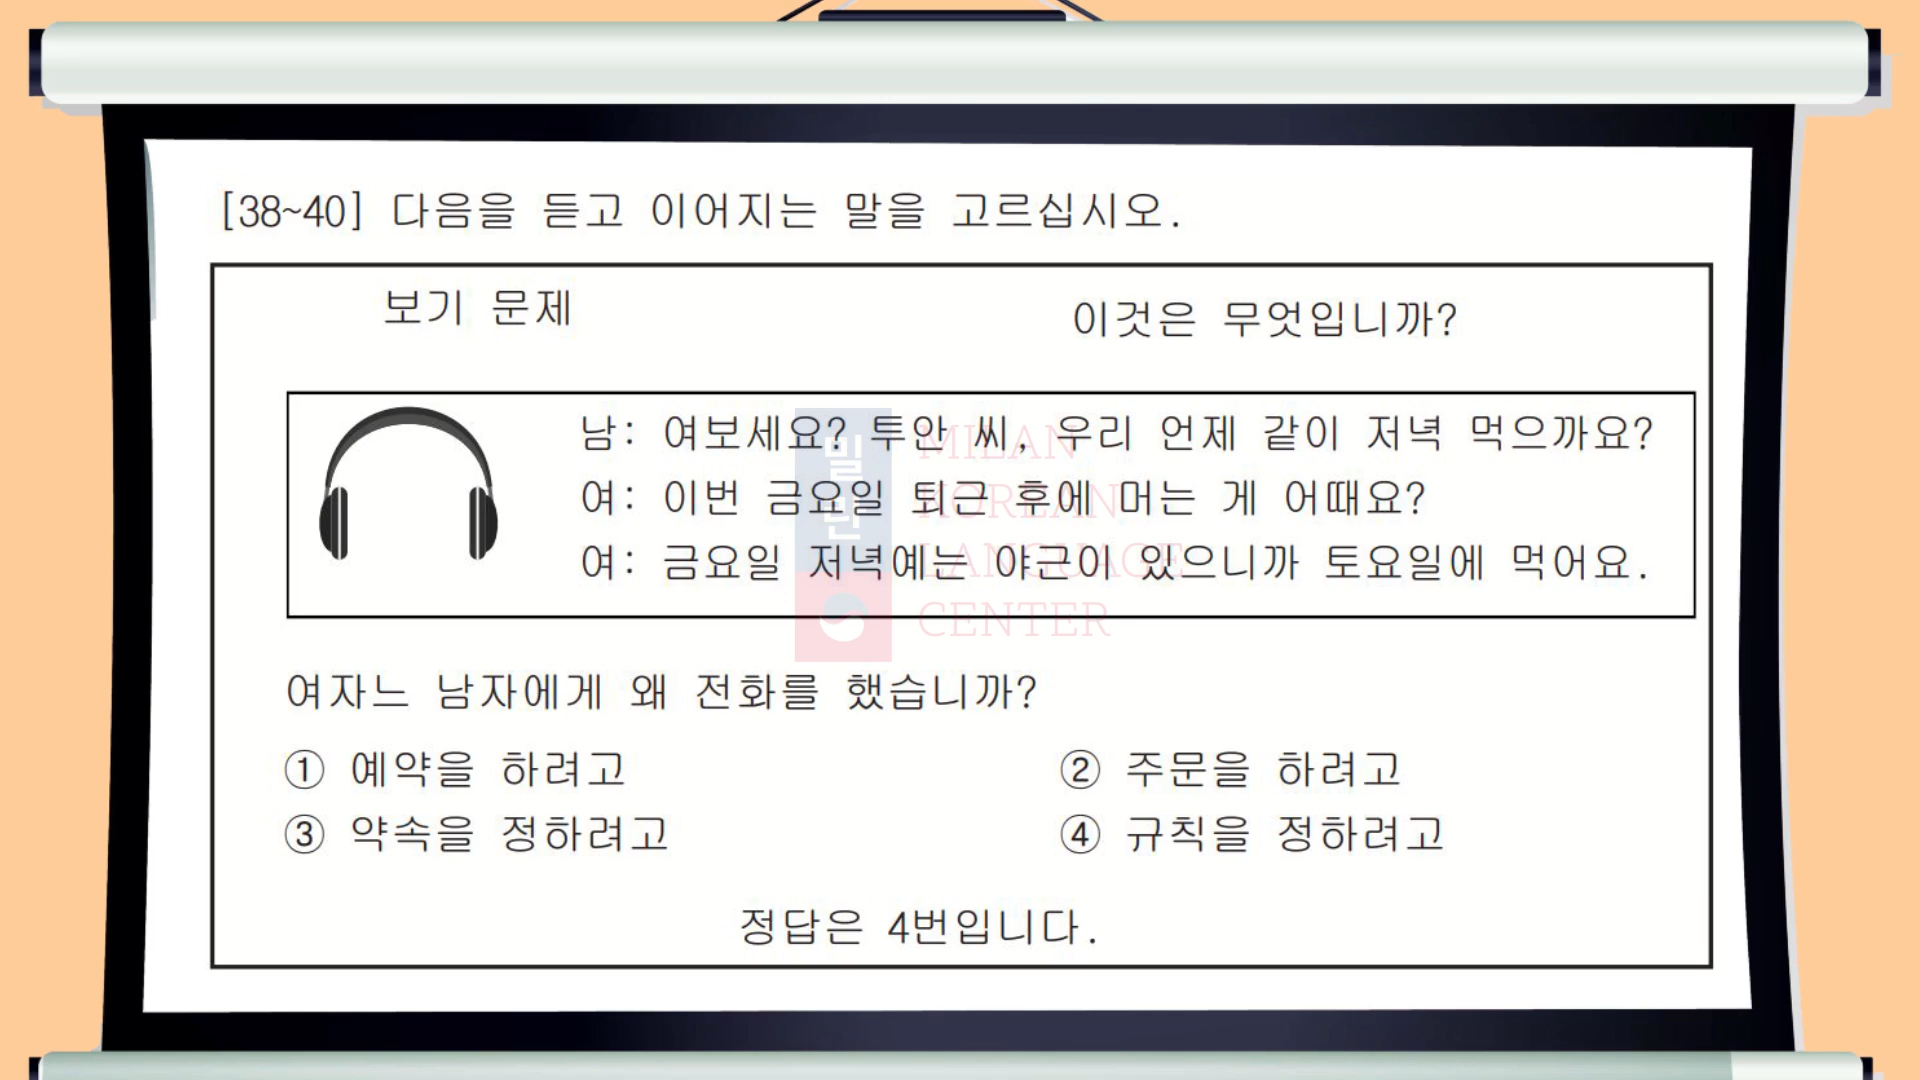 [38~40] 다음을 듣고 이어지는 말을 고르십시오.
보기 문제
이것은 무엇입니까?
남: 여보세요? 투안 씨, 우리 언제 같이 저녁 먹으까요?
여: 이번 금요일 퇴근 후에 머는 게 어때요?
여: 금요일 저녁에는 야근이 있으니까 토요일에 먹어요.
밀란
MILAN
KOREAN
LANGUAGE
CENTER
여자느 남자에게 왜 전화를 했습니까?
① 예약을 하려고
② 주문을 하려고
③ 약속을 정하려고
④ 규칙을 정하려고
정답은 4번입니다.